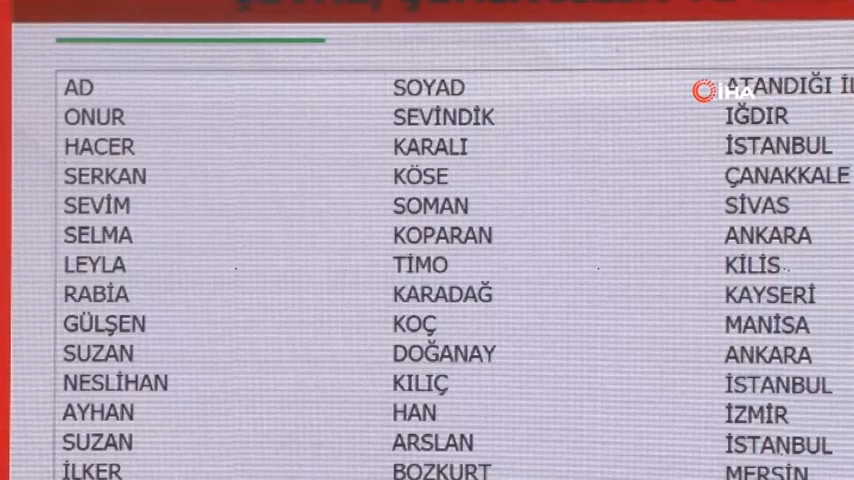 AD SOYAD ATANDIĞI İL
ONUR SEVİNDİK IĞDIR
HACER KARALI İSTANBUL
SERKAN KÖSE ÇANAKKALE
SEVİM SOMAN SİVAS
SELMA KOPARAN ANKARA
LEYLA TİMO KİLİS
RABİA KARADAĞ KAYSERİ
GÜLŞEN KOÇ MANİSA
SUZAN DOĞANAY ANKARA
NESLİHAN KILIÇ İSTANBUL
AYHAN HAN İZMİR
SUZAN ARSLAN İSTANBUL
İLKER BOZKURT MERSİN
İHA